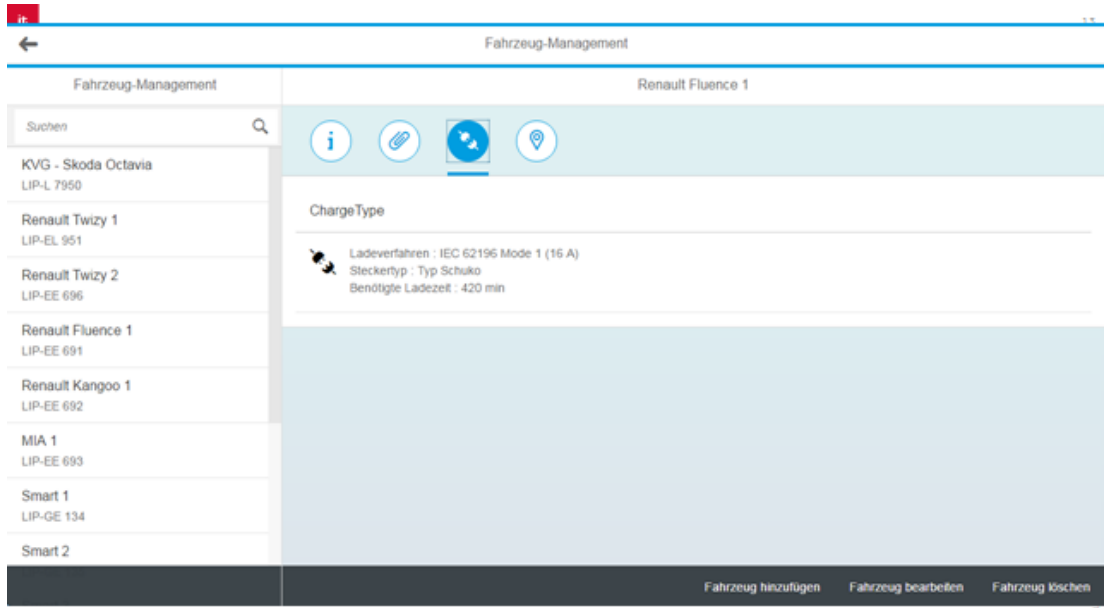 it:
Fahrzeug-Management
Fahrzeug-Management
Renault Fluence 1
Suchen
KVG - Skoda Octavia
LIP-L 7950
Renault Twizy 1
LIP-EL 951
Renault Twizy 2
LIP-EE 696
Renault Fluence 1
LIP-EE 691
Renault Kangoo 1
LIP-EE 692
MIA 1
LIP-EE 693
Smart 1
LIP-GE 134
Smart 2
i
ChargeType
Ladeverfahren : IEC 62196 Mode 1 (16 A)
Steckertyp : Typ Schuko
Benötigte Ladezeit : 420 min
Fahrzeug hinzufügen
Fahrzeug bearbeiten
Fahrzeug löschen